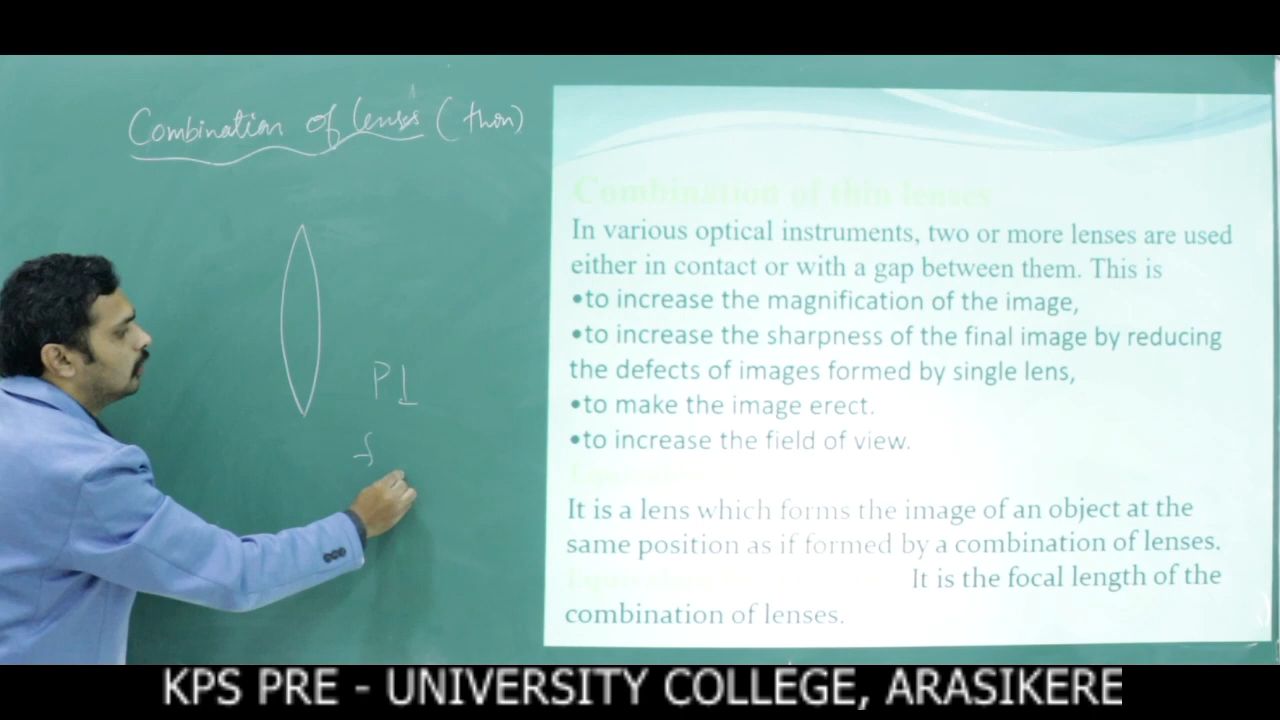 Combination of lenses (thin)
P⊥
f
Combination of thin lenses
In various optical instruments, two or more lenses are used
either in contact or with a gap between them. This is
•to increase the magnification of the image,
•to increase the sharpness of the final image by reducing
the defects of images formed by single lens,
•to make the image erect.
•to increase the field of view.
It is a lens which forms the image of an object at the
same position as if formed by a combination of lenses.
It is the focal length of the
combination of lenses.
KPS PRE - UNIVERSITY COLLEGE, ARASIKERE